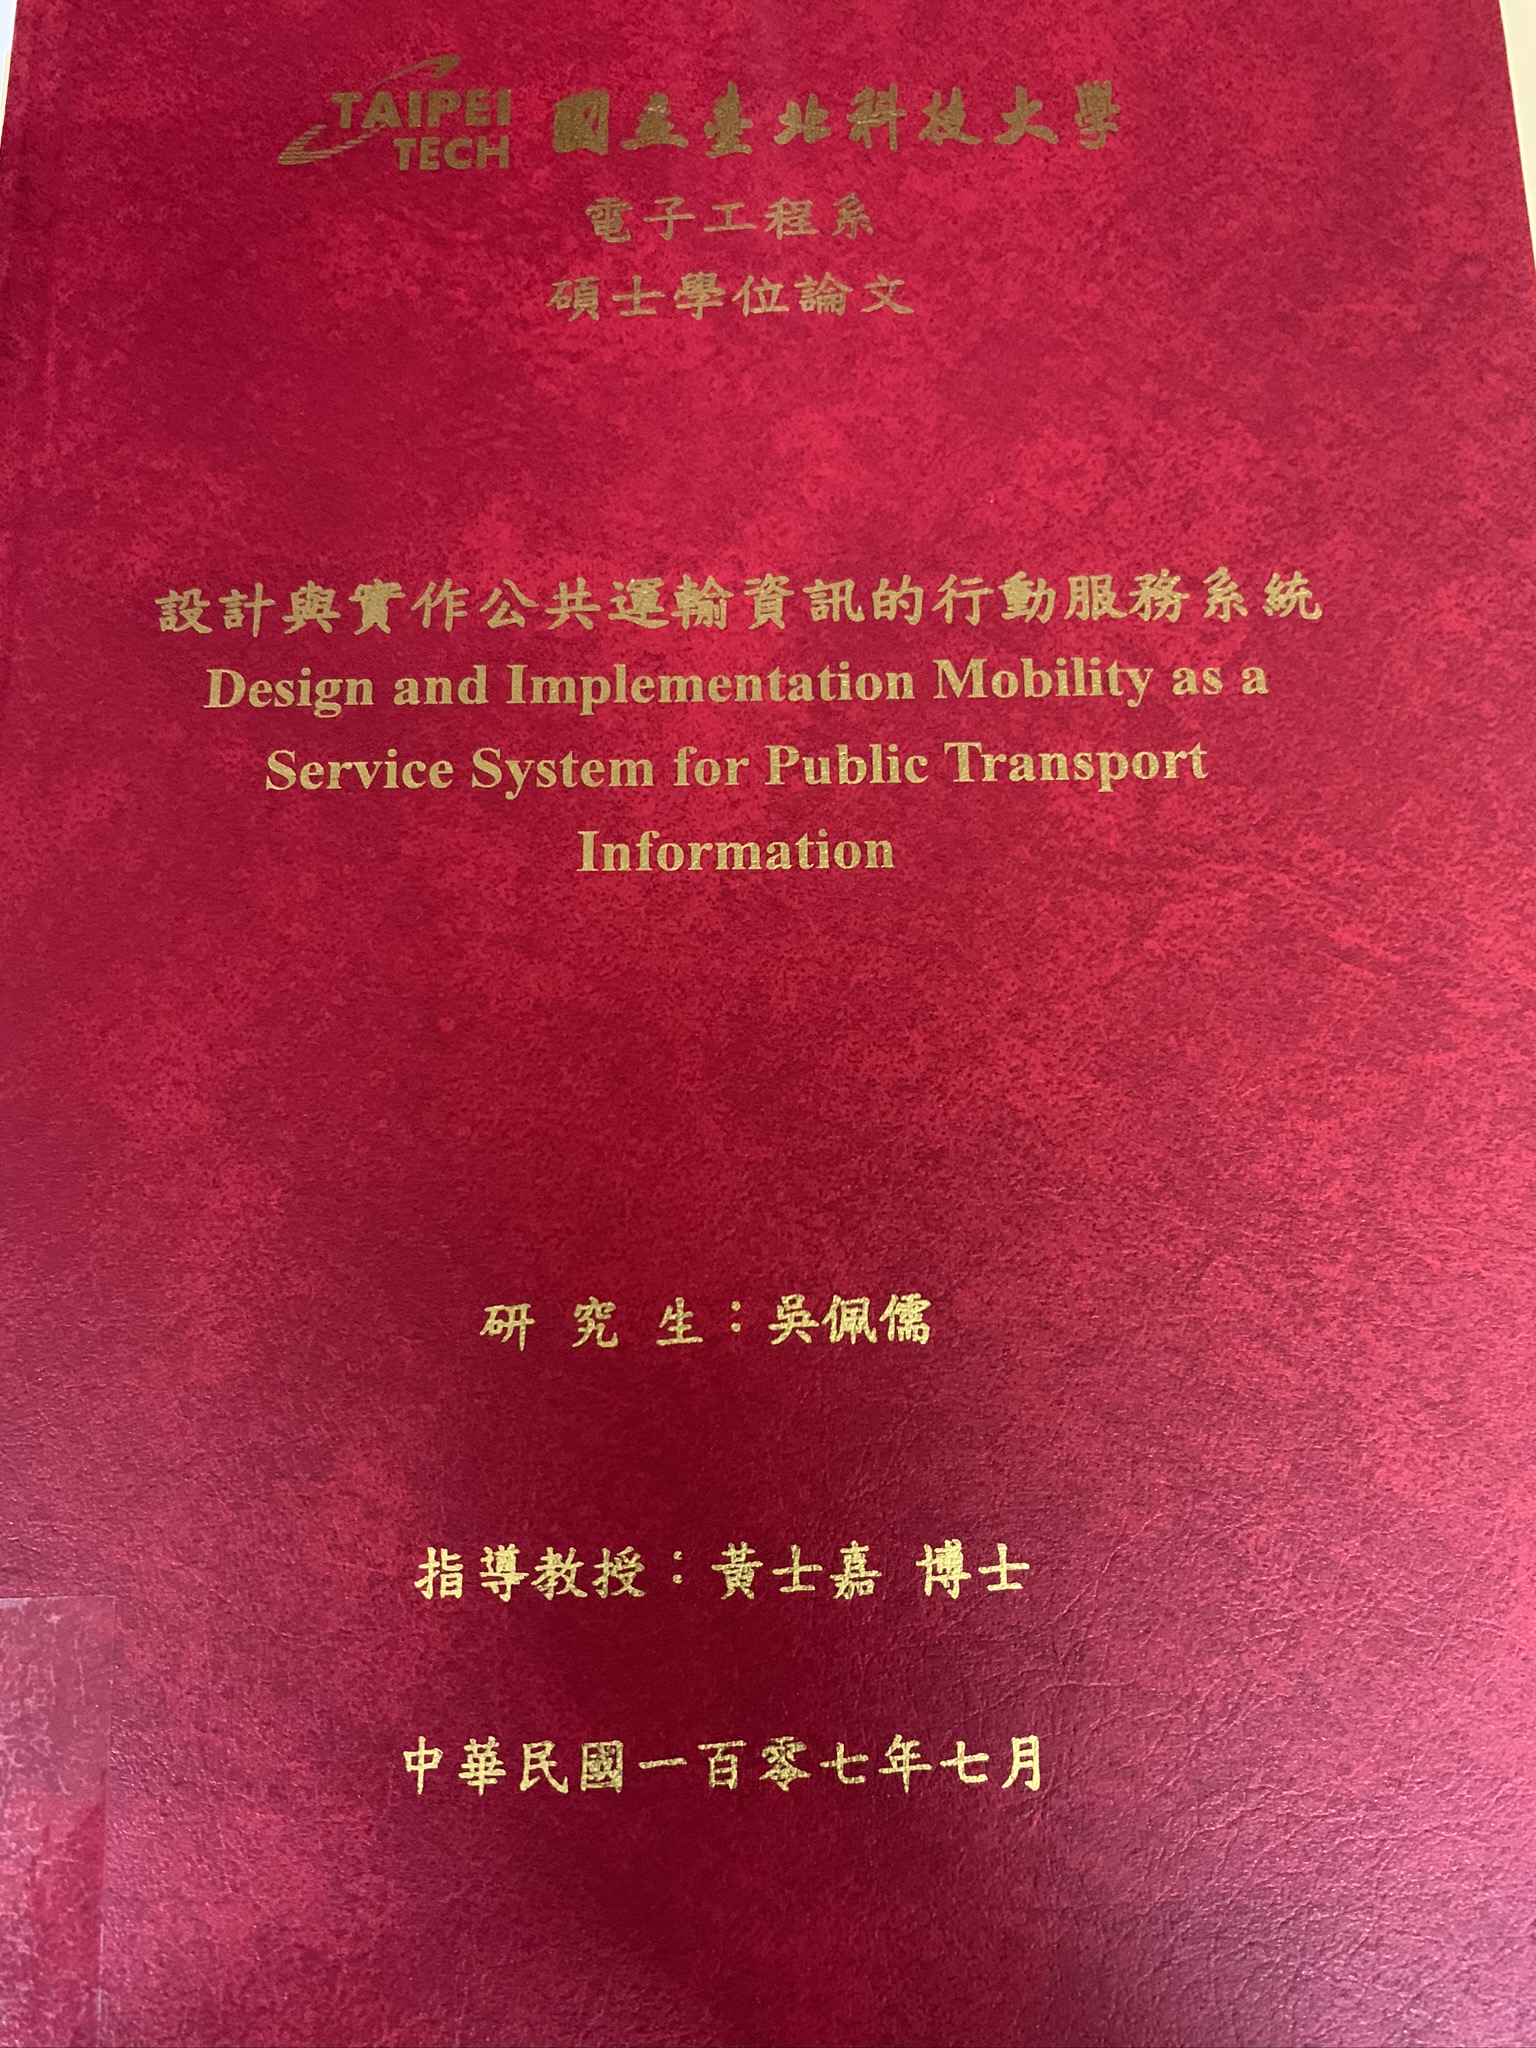 TAIPEI TECH 國立臺北科技大學
電子工程系
碩士學位論文
設計與實作公共運輸資訊的行動服務系統
Design and Implementation Mobility as a
Service System for Public Transport
Information
研 究 生：吳佩儒
指導教授：黃士嘉 博士
中華民國一百零七年七月